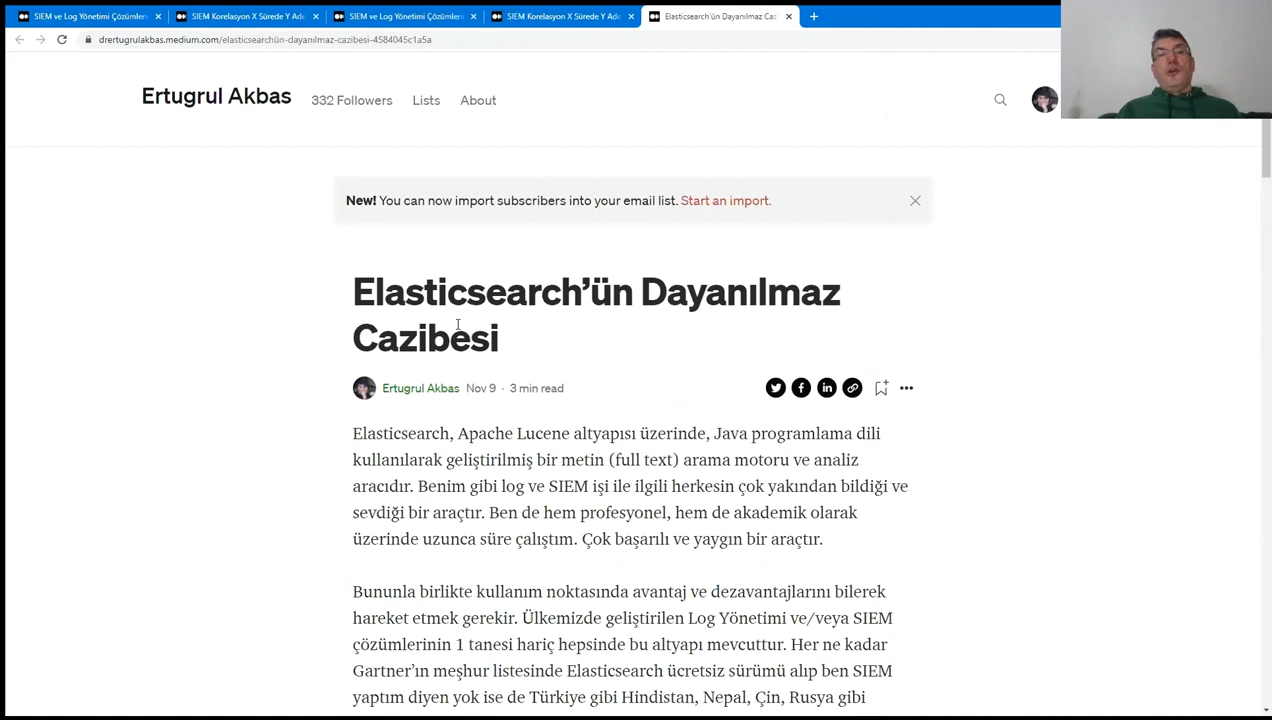 SIEM ve Log Yönetimi Çözümleri
SIEM Korelasyon X Sürede Y Ade
SIEM ve Log Yönetimi Çözümleri
SIEM Korelasyon X Sürede Y Ade
Elasticsearch'ün Dayanılmaz Caz
drertugrulakbas.medium.com/elasticsearchün-dayanılmaz-cazibesi-4584045c1a5a
Ertugrul Akbas 332 Followers Lists About
New! You can now import subscribers into your email list. Start an import.
Elasticsearch’ün Dayanılmaz
Cazibesi
Ertugrul Akbas Nov 9 · 3 min read
Elasticsearch, Apache Lucene altyapısı üzerinde, Java programlama dili
kullanılarak geliştirilmiş bir metin (full text) arama motoru ve analiz
aracıdır. Benim gibi log ve SIEM işi ile ilgili herkesin çok yakından bildiği ve
sevdiği bir araçtır. Ben de hem profesyonel, hem de akademik olarak
üzerinde uzunca süre çalıştım. Çok başarılı ve yaygın bir araçtır.
Bununla birlikte kullanım noktasında avantaj ve dezavantajlarını bilerek
hareket etmek gerekir. Ülkemizde geliştirilen Log Yönetimi ve/veya SIEM
çözümlerinin 1 tanesi hariç hepsinde bu altyapı mevcuttur. Her ne kadar
Gartner’ın meşhur listesinde Elasticsearch ücretsiz sürümü alıp ben SIEM
yaptım diyen yok ise de Türkiye gibi Hindistan, Nepal, Çin, Rusya gibi